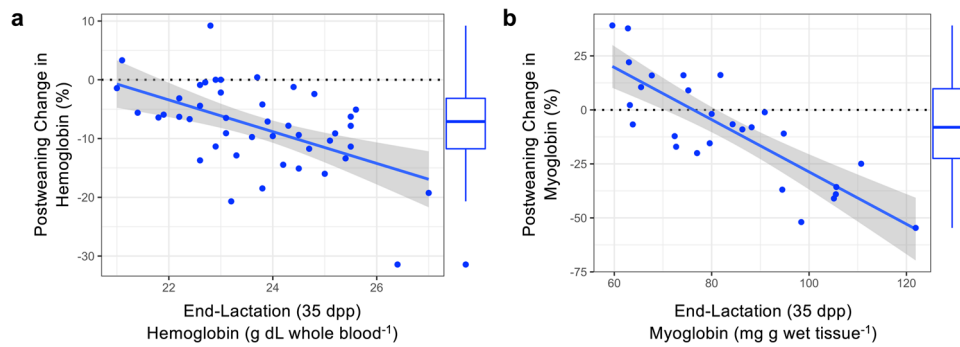 a
Postweaning Change in
Hemoglobin (%)
10
0
-10
-20
-30
22
24
26
End-Lactation (35 dpp)
Hemoglobin (g dL whole blood⁻¹)
b
Postweaning Change in
Myoglobin (%)
25
0
-25
-50
-75
60
80
100
120
End-Lactation (35 dpp)
Myoglobin (mg g wet tissue⁻¹)